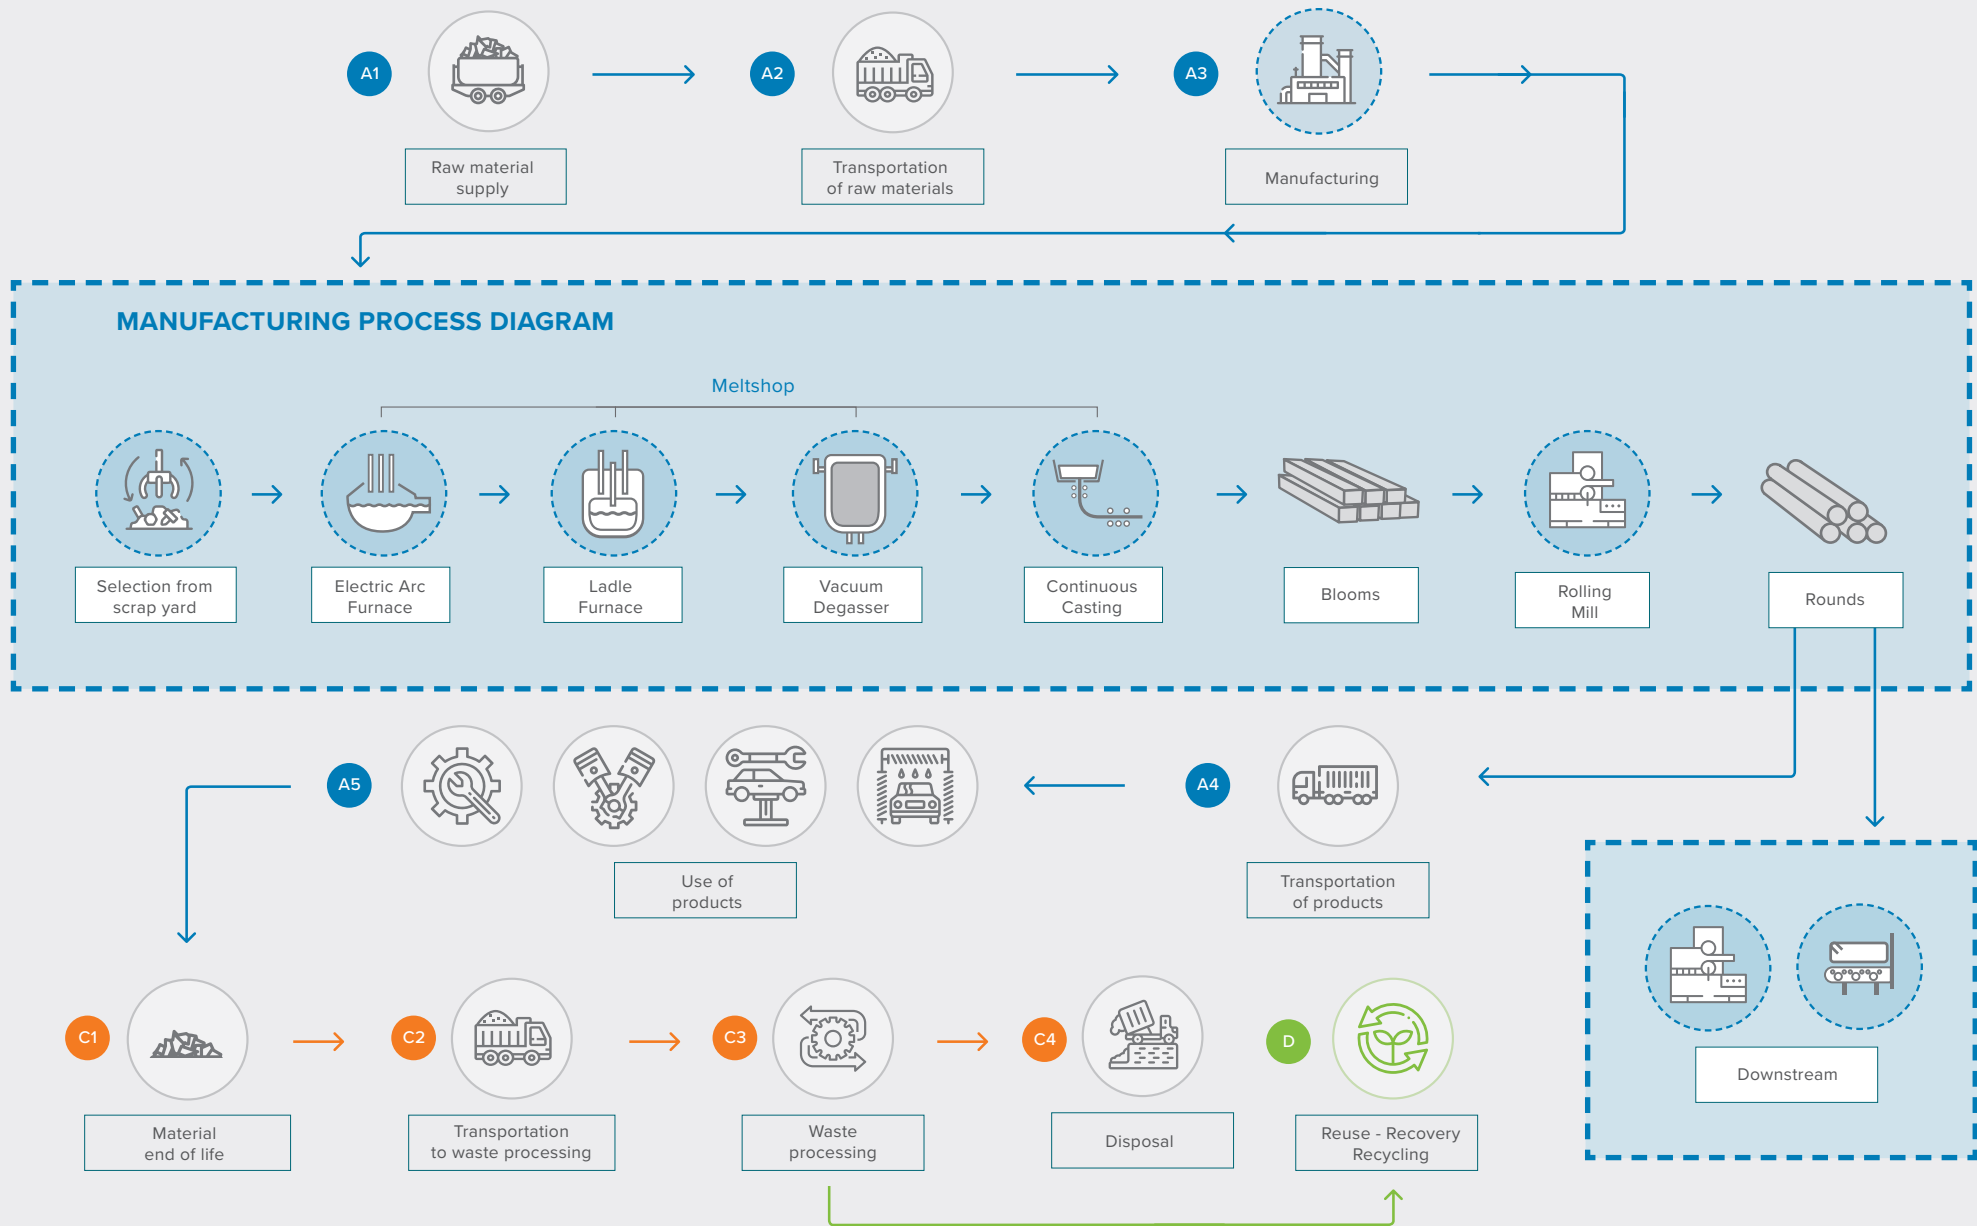 A1
Raw material
supply
A2
Transportation
of raw materials
A3
Manufacturing
MANUFACTURING PROCESS DIAGRAM
Meltshop
Selection from
scrap yard
Electric Arc
Furnace
Ladle
Furnace
Vacuum
Degasser
Continuous
Casting
Blooms
Rolling
Mill
Rounds
A5
Use of
products
A4
Transportation
of products
Downstream
C1
Material
end of life
C2
Transportation
to waste processing
C3
Waste
processing
C4
Disposal
D
Reuse - Recovery
Recycling